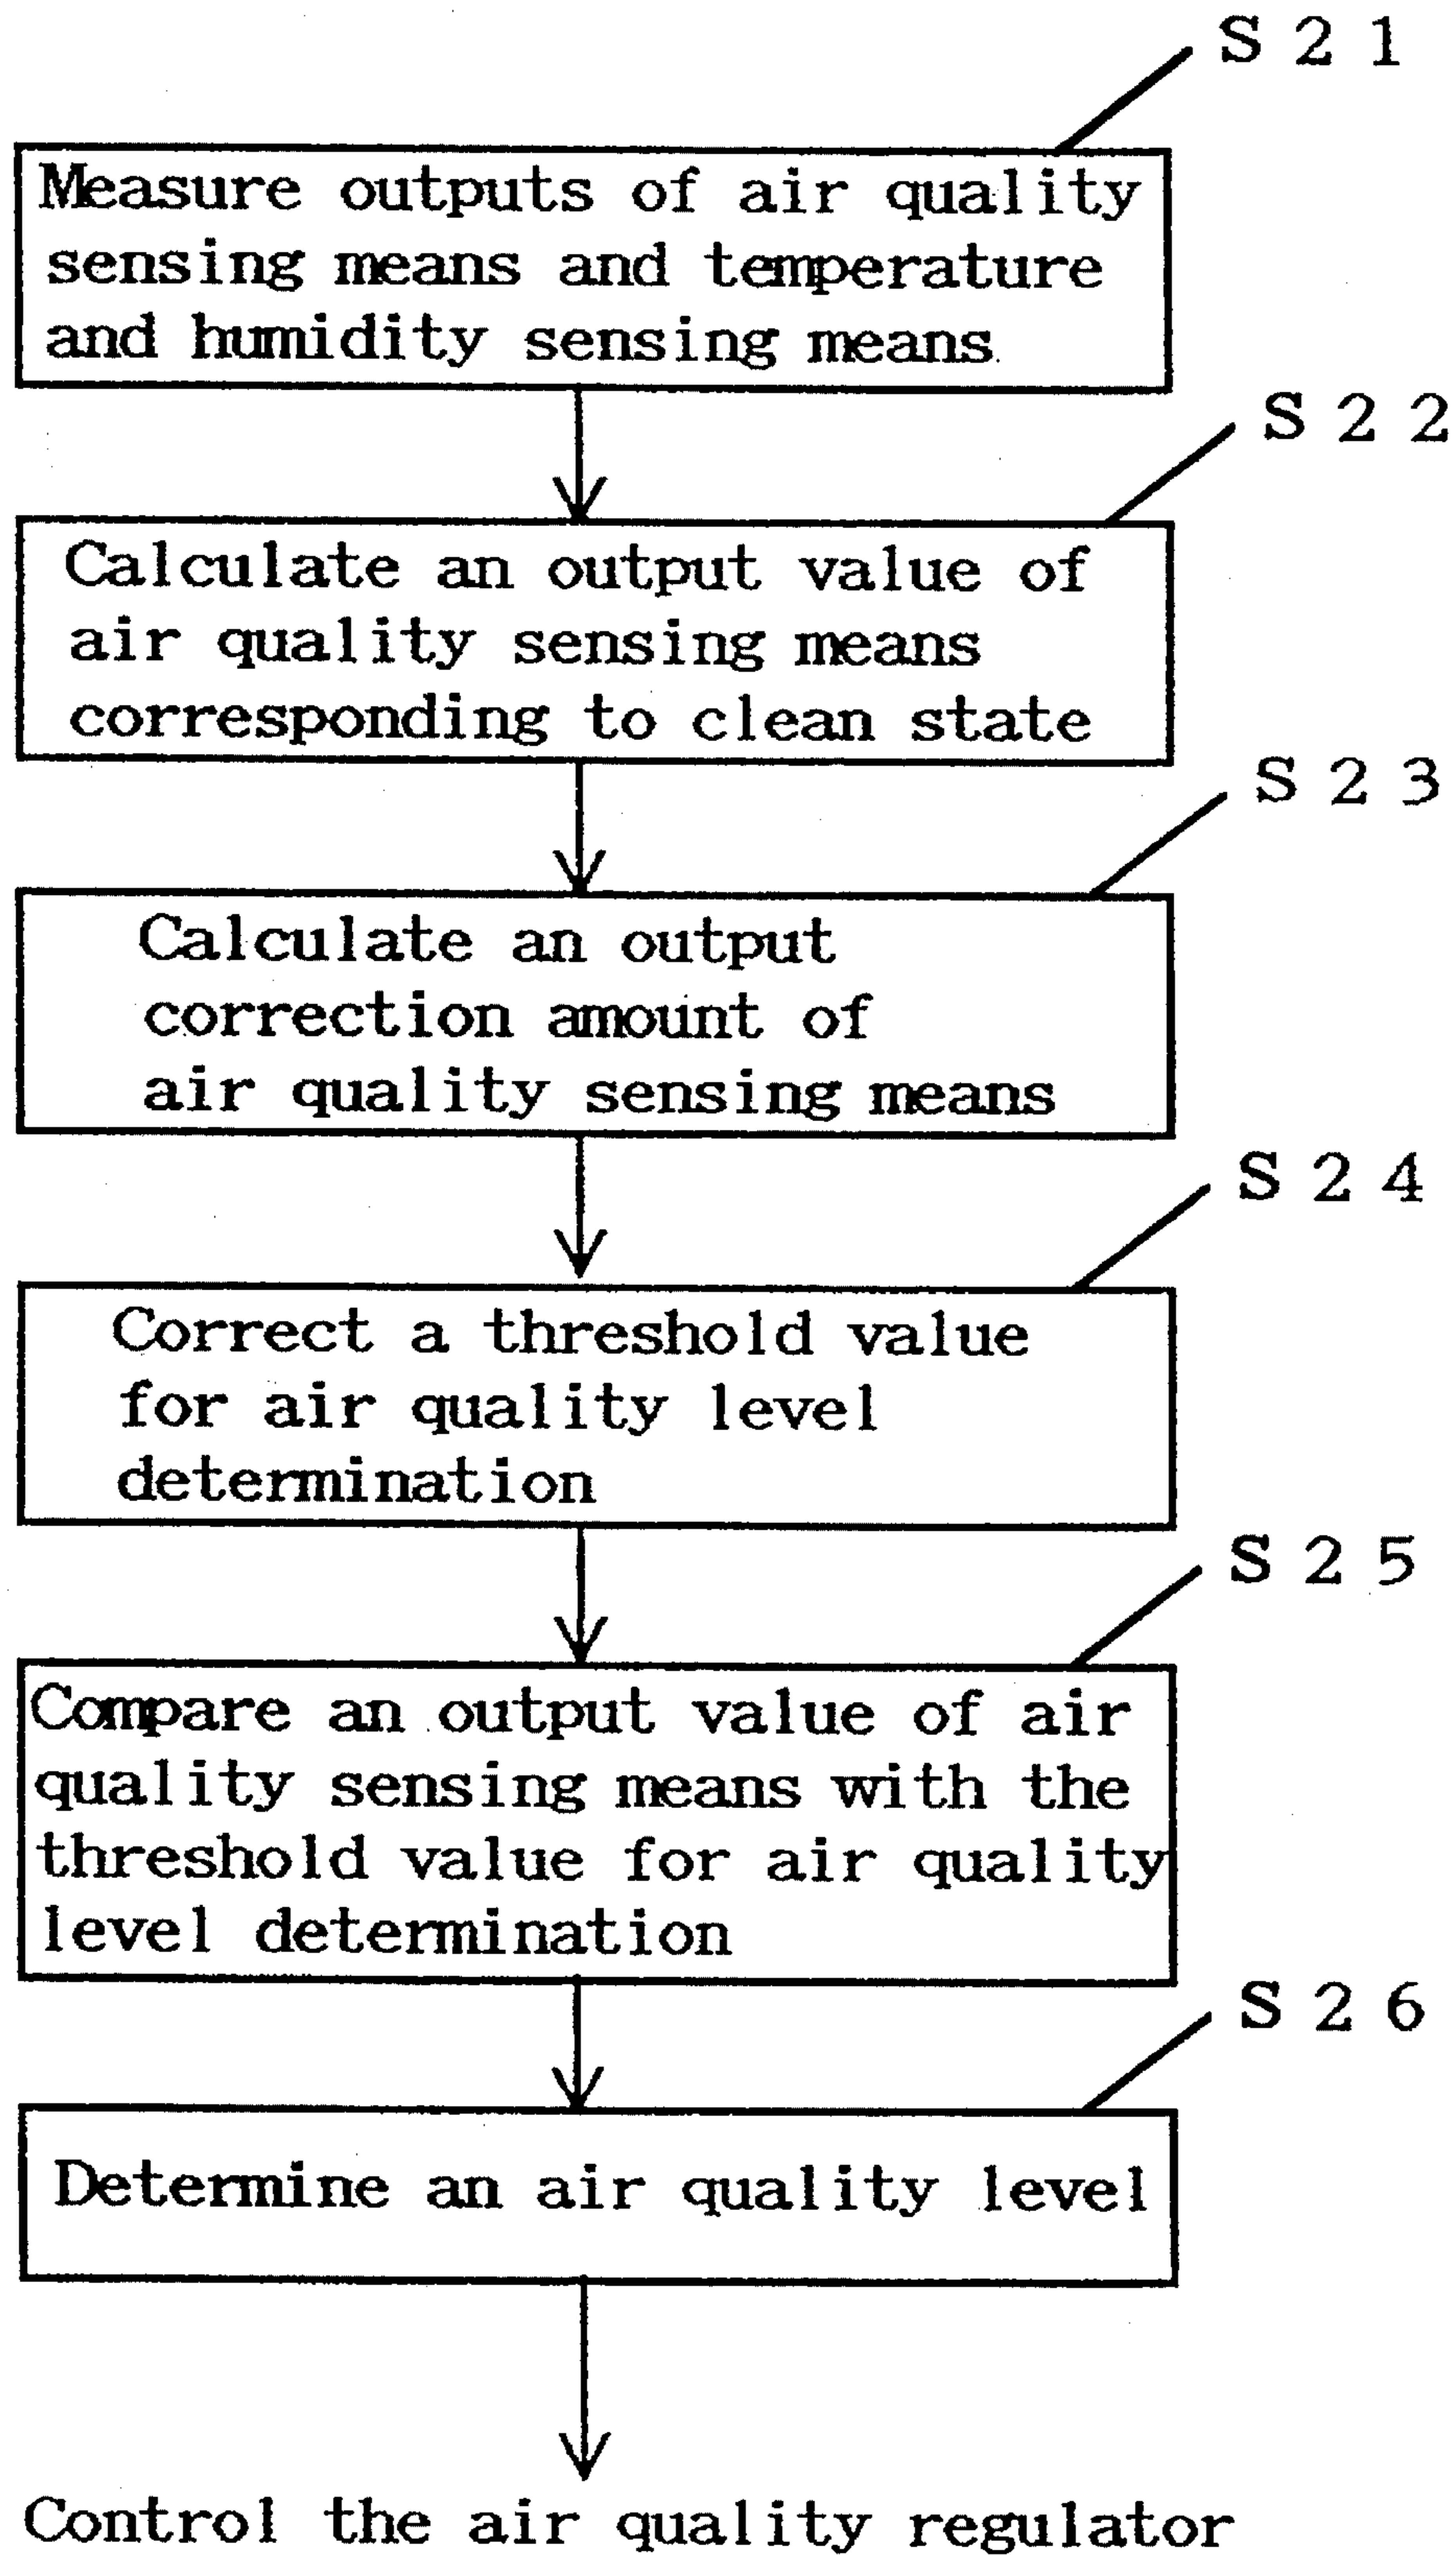 S21
Measure outputs of air quality
sensing means and temperature
and humidity sensing means
S22
Calculate an output value of
air quality sensing means
corresponding to clean state
S23
Calculate an output
correction amount of
air quality sensing means
S24
Correct a threshold value
for air quality level
determination
S25
Compare an output value of air
quality sensing means with the
threshold value for air quality
level determination
S26
Determine an air quality level
Control the air quality regulator